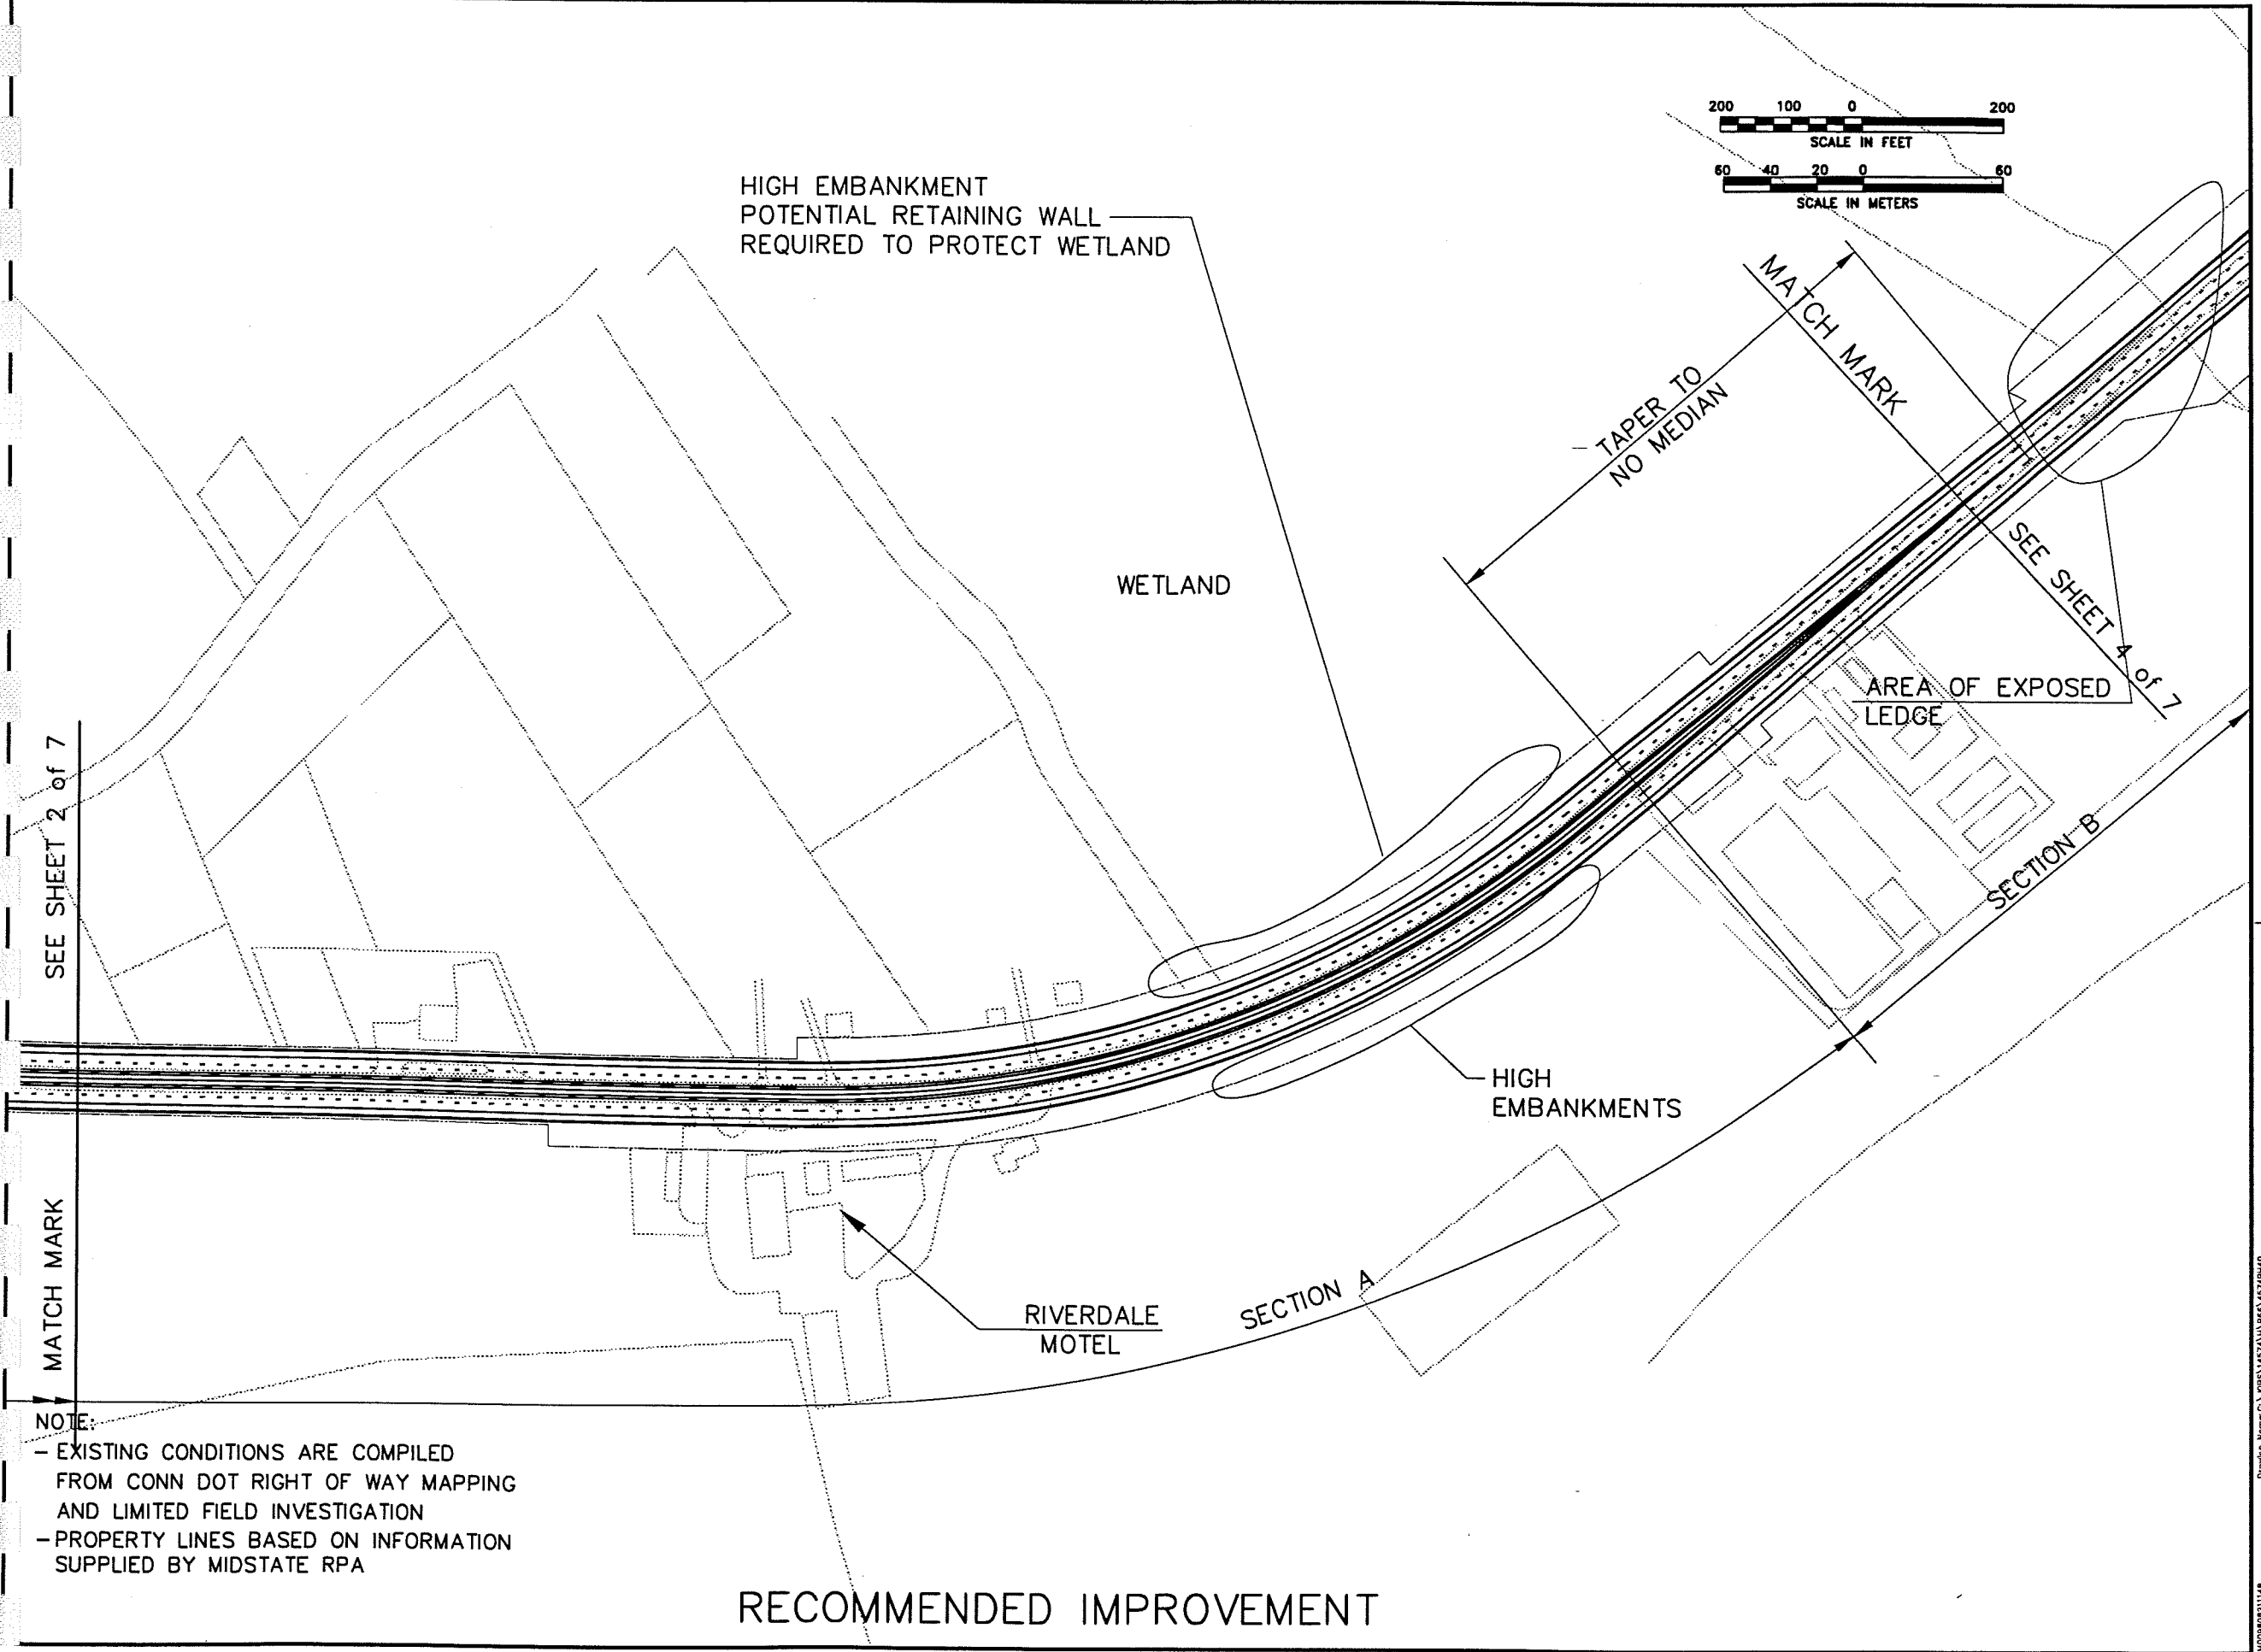 200 100 0 200
SCALE IN FEET
60 40 20 0 60
SCALE IN METERS
HIGH EMBANKMENT
POTENTIAL RETAINING WALL
REQUIRED TO PROTECT WETLAND
MATCH MARK
SEE SHEET 4 of 7
TAPER TO
NO MEDIAN
WETLAND
AREA OF EXPOSED
LEDGE
SECTION B
SEE SHEET 2 of 7
MATCH MARK
HIGH
EMBANKMENTS
SECTION A
RIVERDALE
MOTEL
NOTE:
- EXISTING CONDITIONS ARE COMPILED
FROM CONN DOT RIGHT OF WAY MAPPING
AND LIMITED FIELD INVESTIGATION
- PROPERTY LINES BASED ON INFORMATION
SUPPLIED BY MIDSTATE RPA
RECOMMENDED IMPROVEMENT